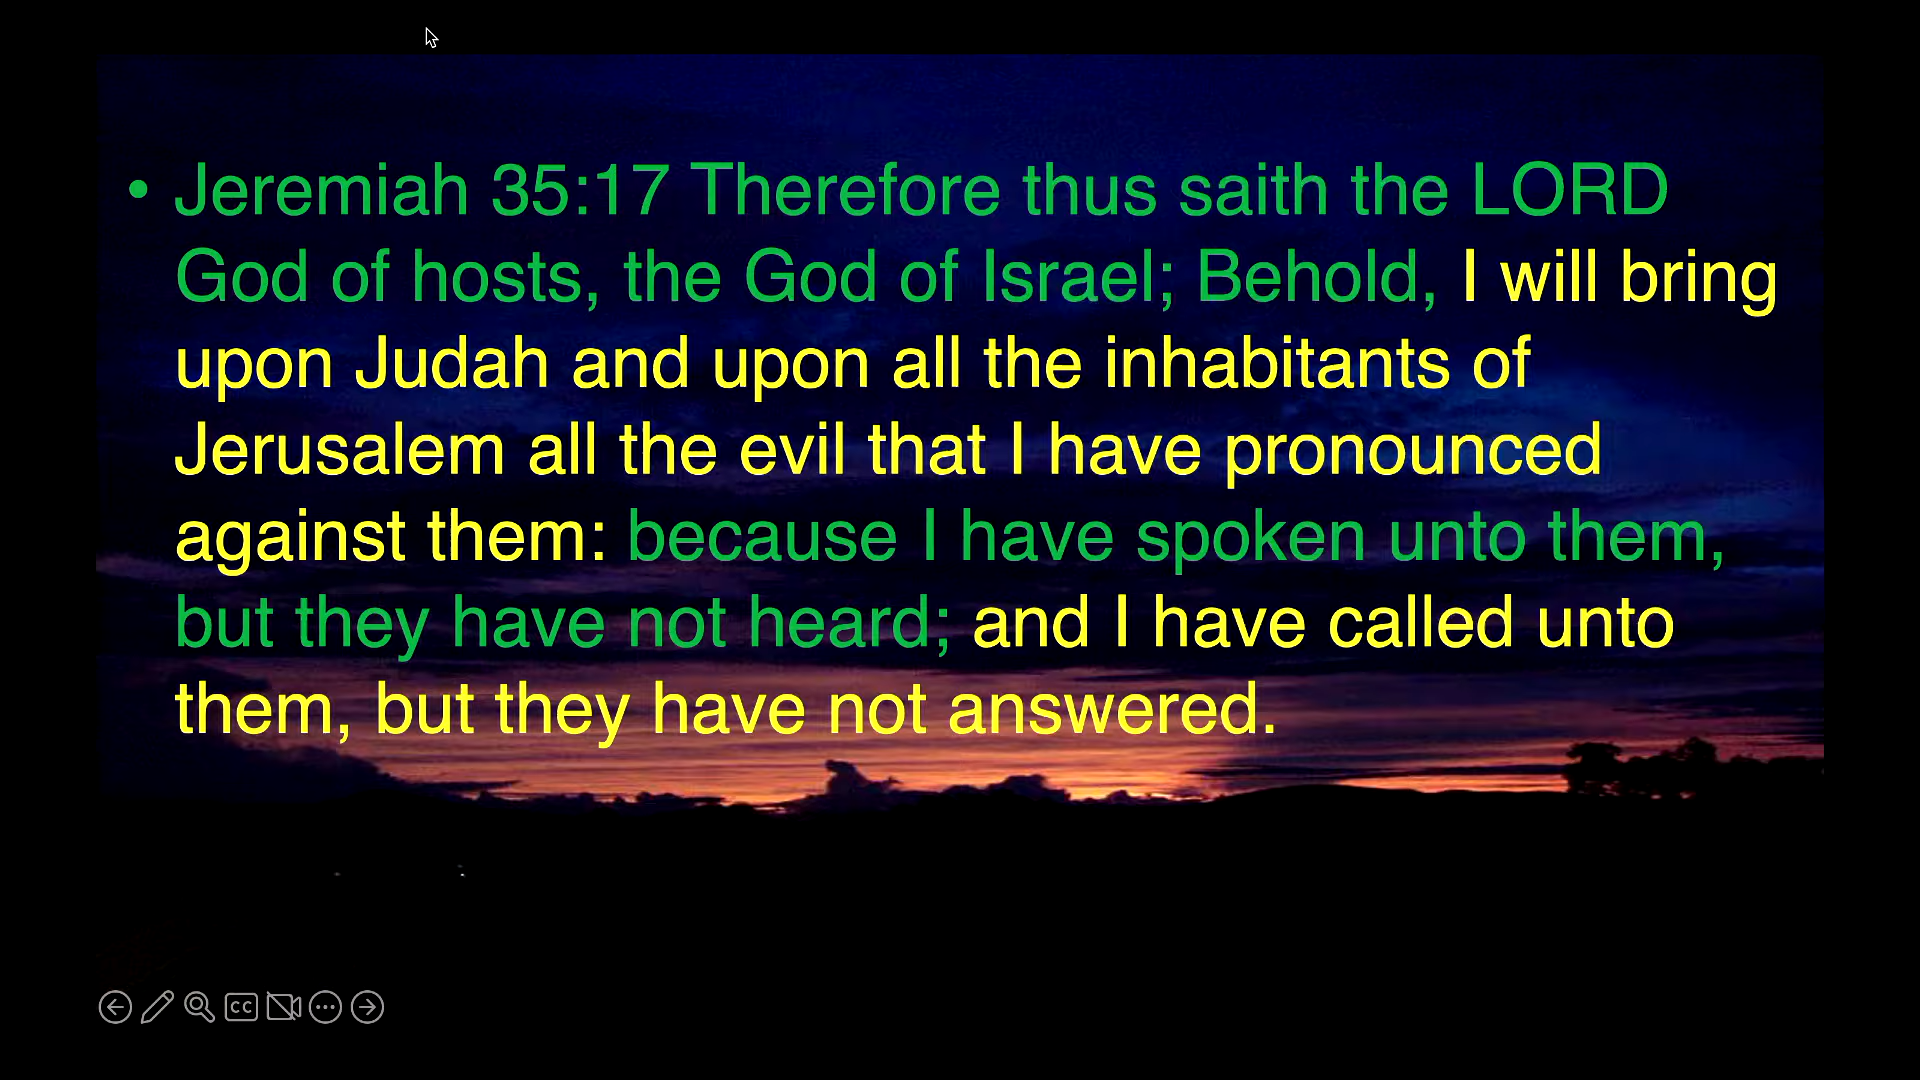 • Jeremiah 35:17 Therefore thus saith the LORD
God of hosts, the God of Israel; Behold, I will bring
upon Judah and upon all the inhabitants of
Jerusalem all the evil that I have pronounced
against them: because I have spoken unto them,
but they have not heard; and I have called unto
them, but they have not answered.
CC